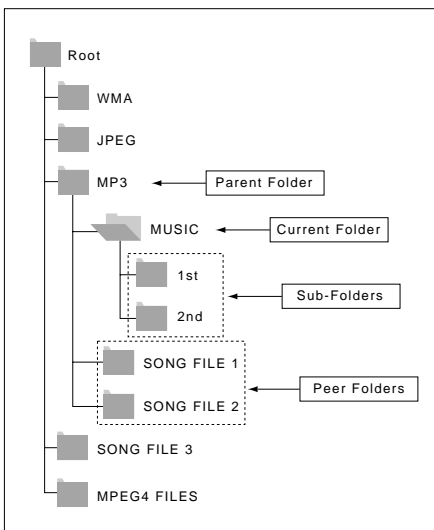 Root
WMA
JPEG
MP3
Parent Folder
MUSIC
Current Folder
1st
Sub-Folders
2nd
SONG FILE 1
Peer Folders
SONG FILE 2
SONG FILE 3
MPEG4 FILES